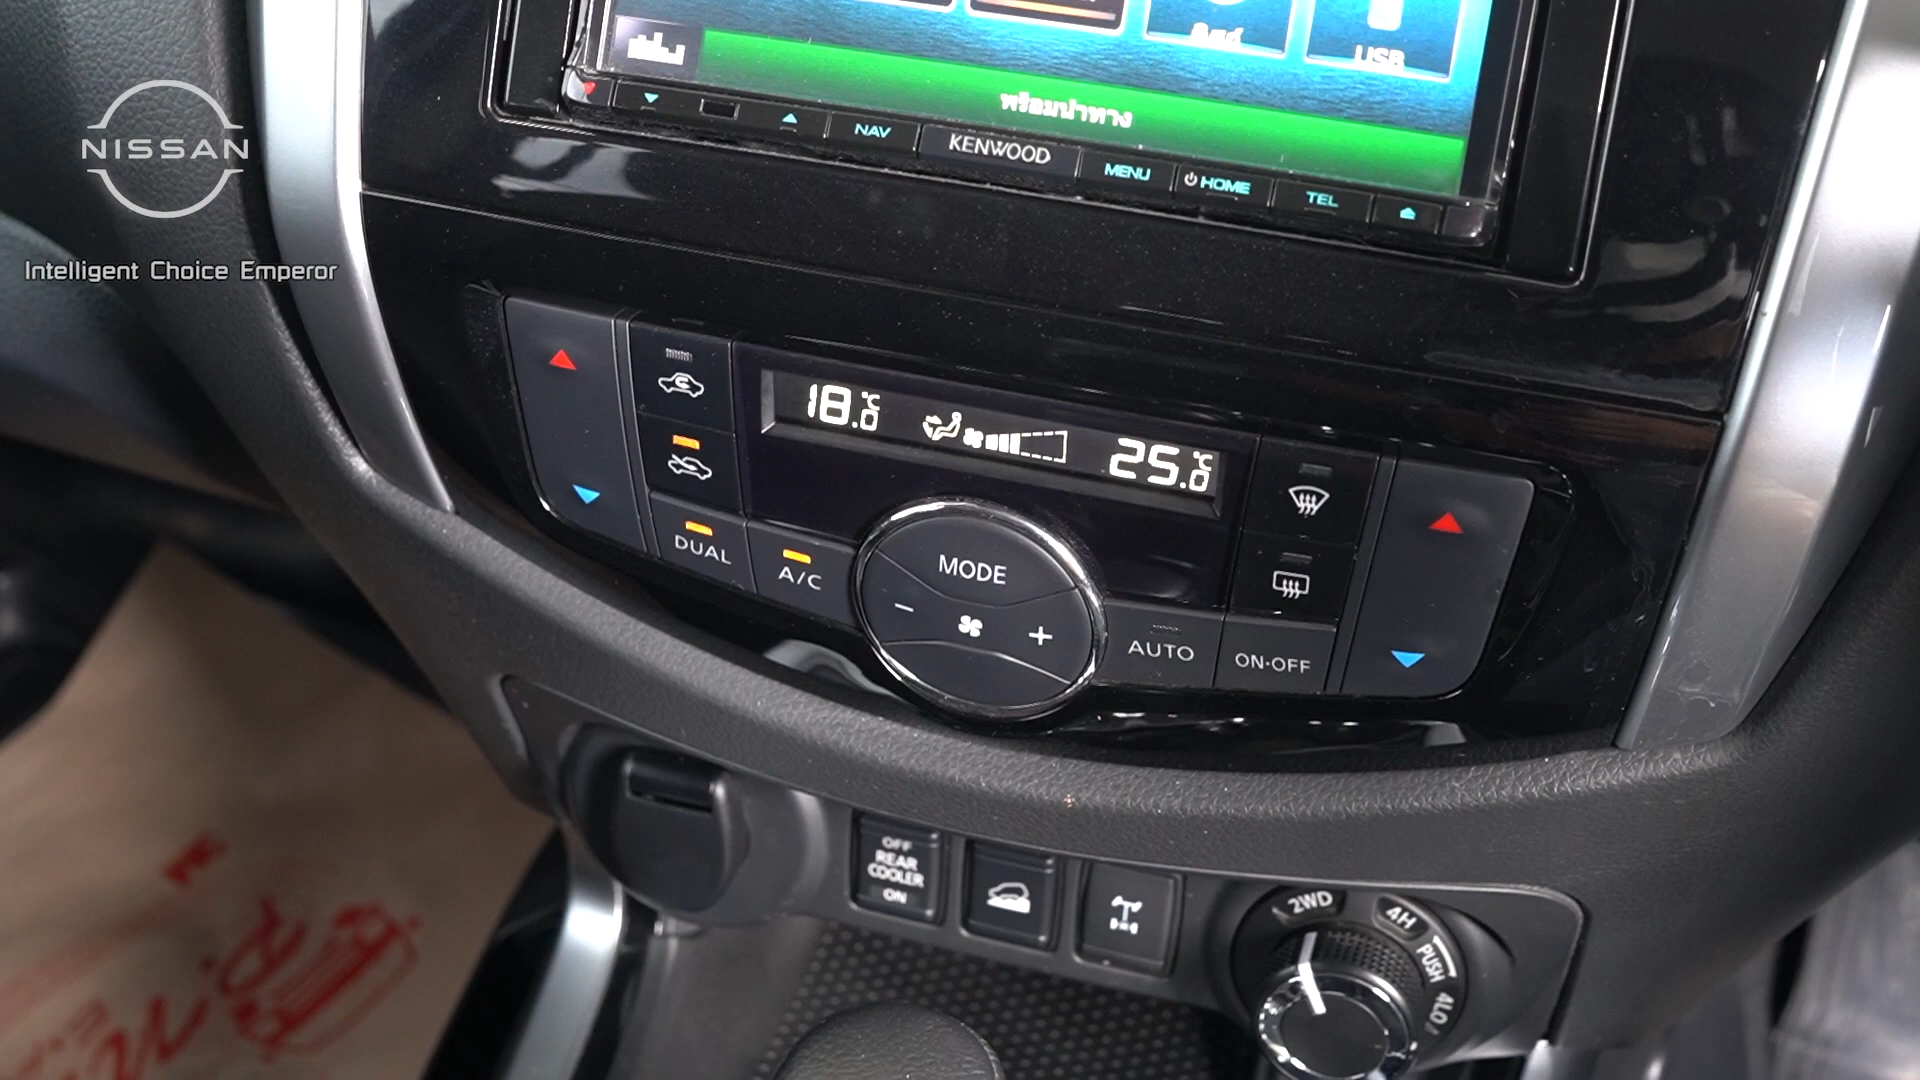 NISSAN
Intelligent Choice Emperor
USB
พร้อมนำทาง
NAV
KENWOOD
MENU
HOME
TEL
18.0°C
25.0°C
DUAL
A/C
MODE
AUTO
ON·OFF
OFF
REAR
COOLER
ON
2WD
4H
PUSH
4LO